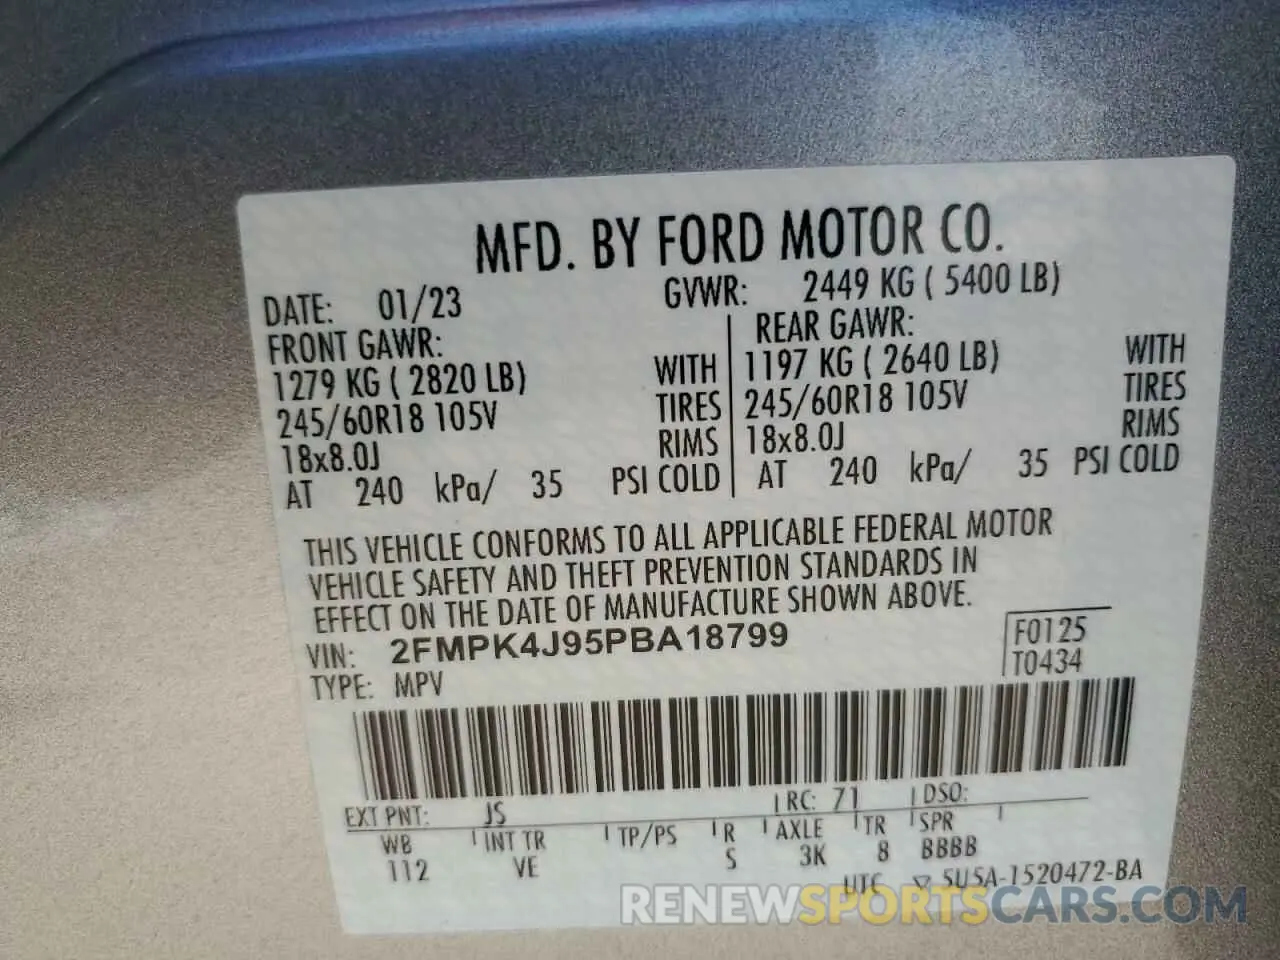 MFD. BY FORD MOTOR CO.
DATE: 01/23 GVWR: 2449 KG ( 5400 LB)
FRONT GAWR: REAR GAWR:
1279 KG ( 2820 LB) WITH 1197 KG ( 2640 LB) WITH
245/60R18 105V TIRES 245/60R18 105V TIRES
18x8.0J RIMS 18x8.0J RIMS
AT 240 kPa/ 35 PSI COLD AT 240 kPa/ 35 PSI COLD
THIS VEHICLE CONFORMS TO ALL APPLICABLE FEDERAL MOTOR
VEHICLE SAFETY AND THEFT PREVENTION STANDARDS IN
EFFECT ON THE DATE OF MANUFACTURE SHOWN ABOVE.
VIN: 2FMPK4J95PBA18799 F0125
TYPE: MPV T0434
EXT PNT: JS RC: 71 DSO:
WB INT TR TP/PS R AXLE TR SPR
112 VE S 3K 8 BBBB
UTC ▽ 5U5A-1520472-BA
RENEWSPORTSCARS.COM